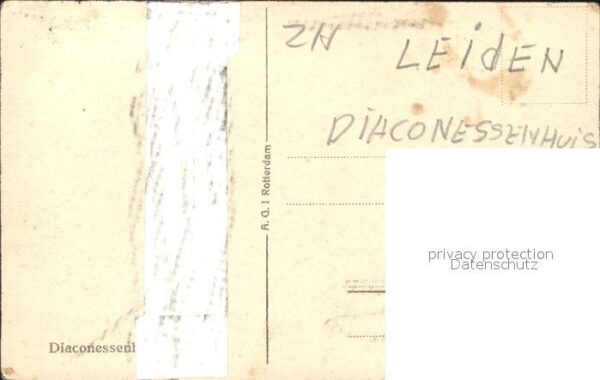 ZH
LEidEN
DIACONESSENHUiS
A. G. I Rotterdam
privacy protection
Datenschutz
Diaconessenh